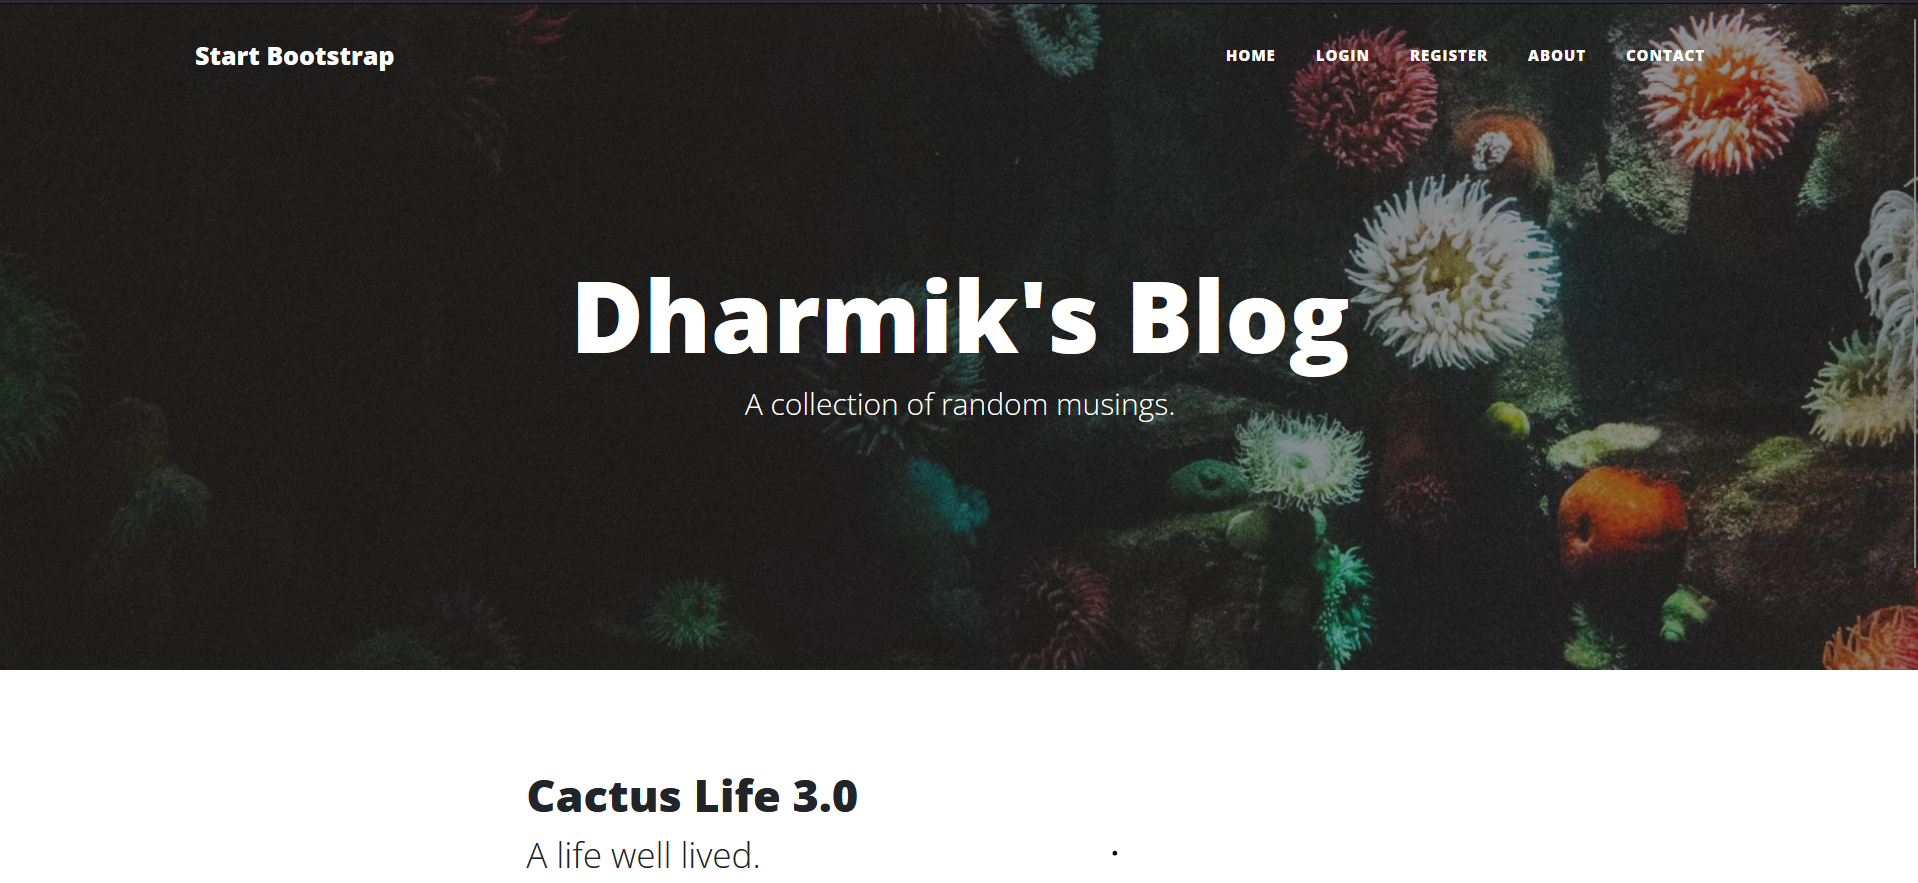 Start Bootstrap
HOME LOGIN REGISTER ABOUT CONTACT
Dharmik's Blog
A collection of random musings.
Cactus Life 3.0
A life well lived.